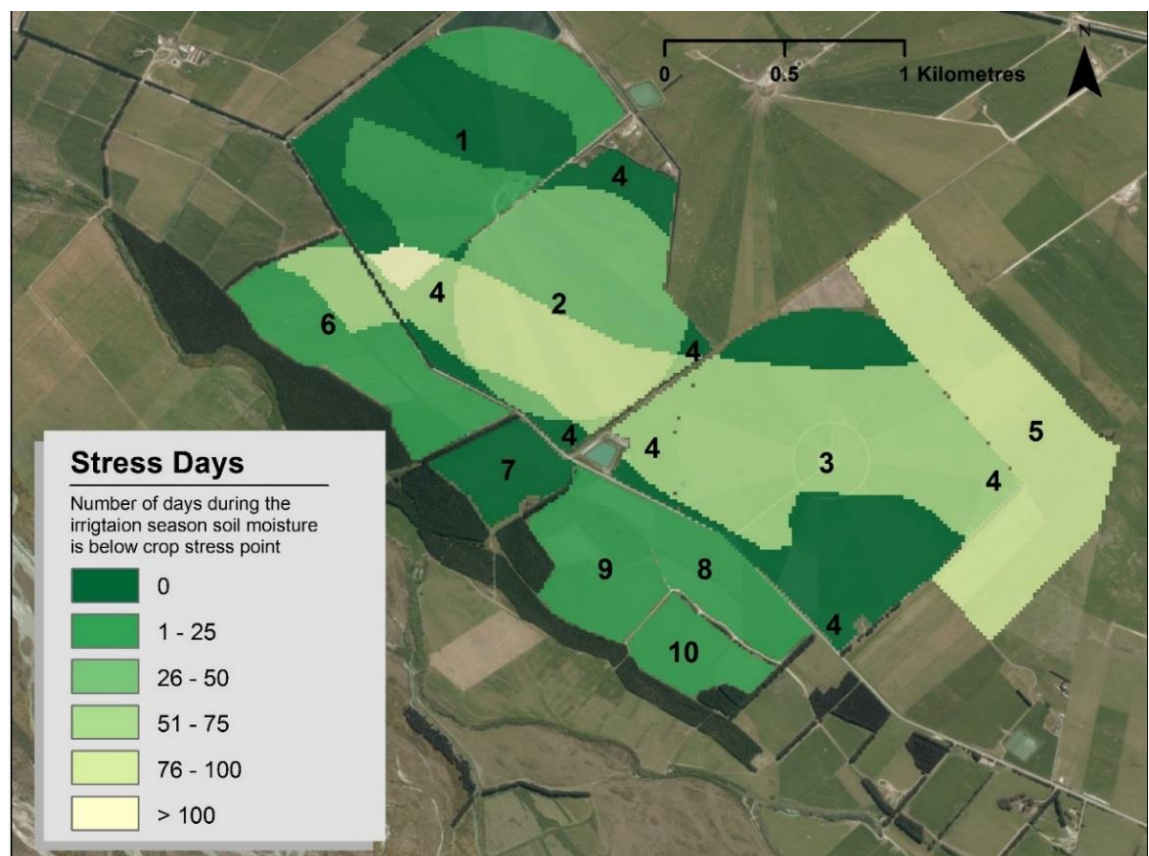 N
0 0.5 1 Kilometres
1
4
4
2
6
4
5
4
4
3
7
4
9
8
4
10
Stress Days
Number of days during the
irrigtaion season soil moisture
is below crop stress point
0
1 - 25
26 - 50
51 - 75
76 - 100
> 100